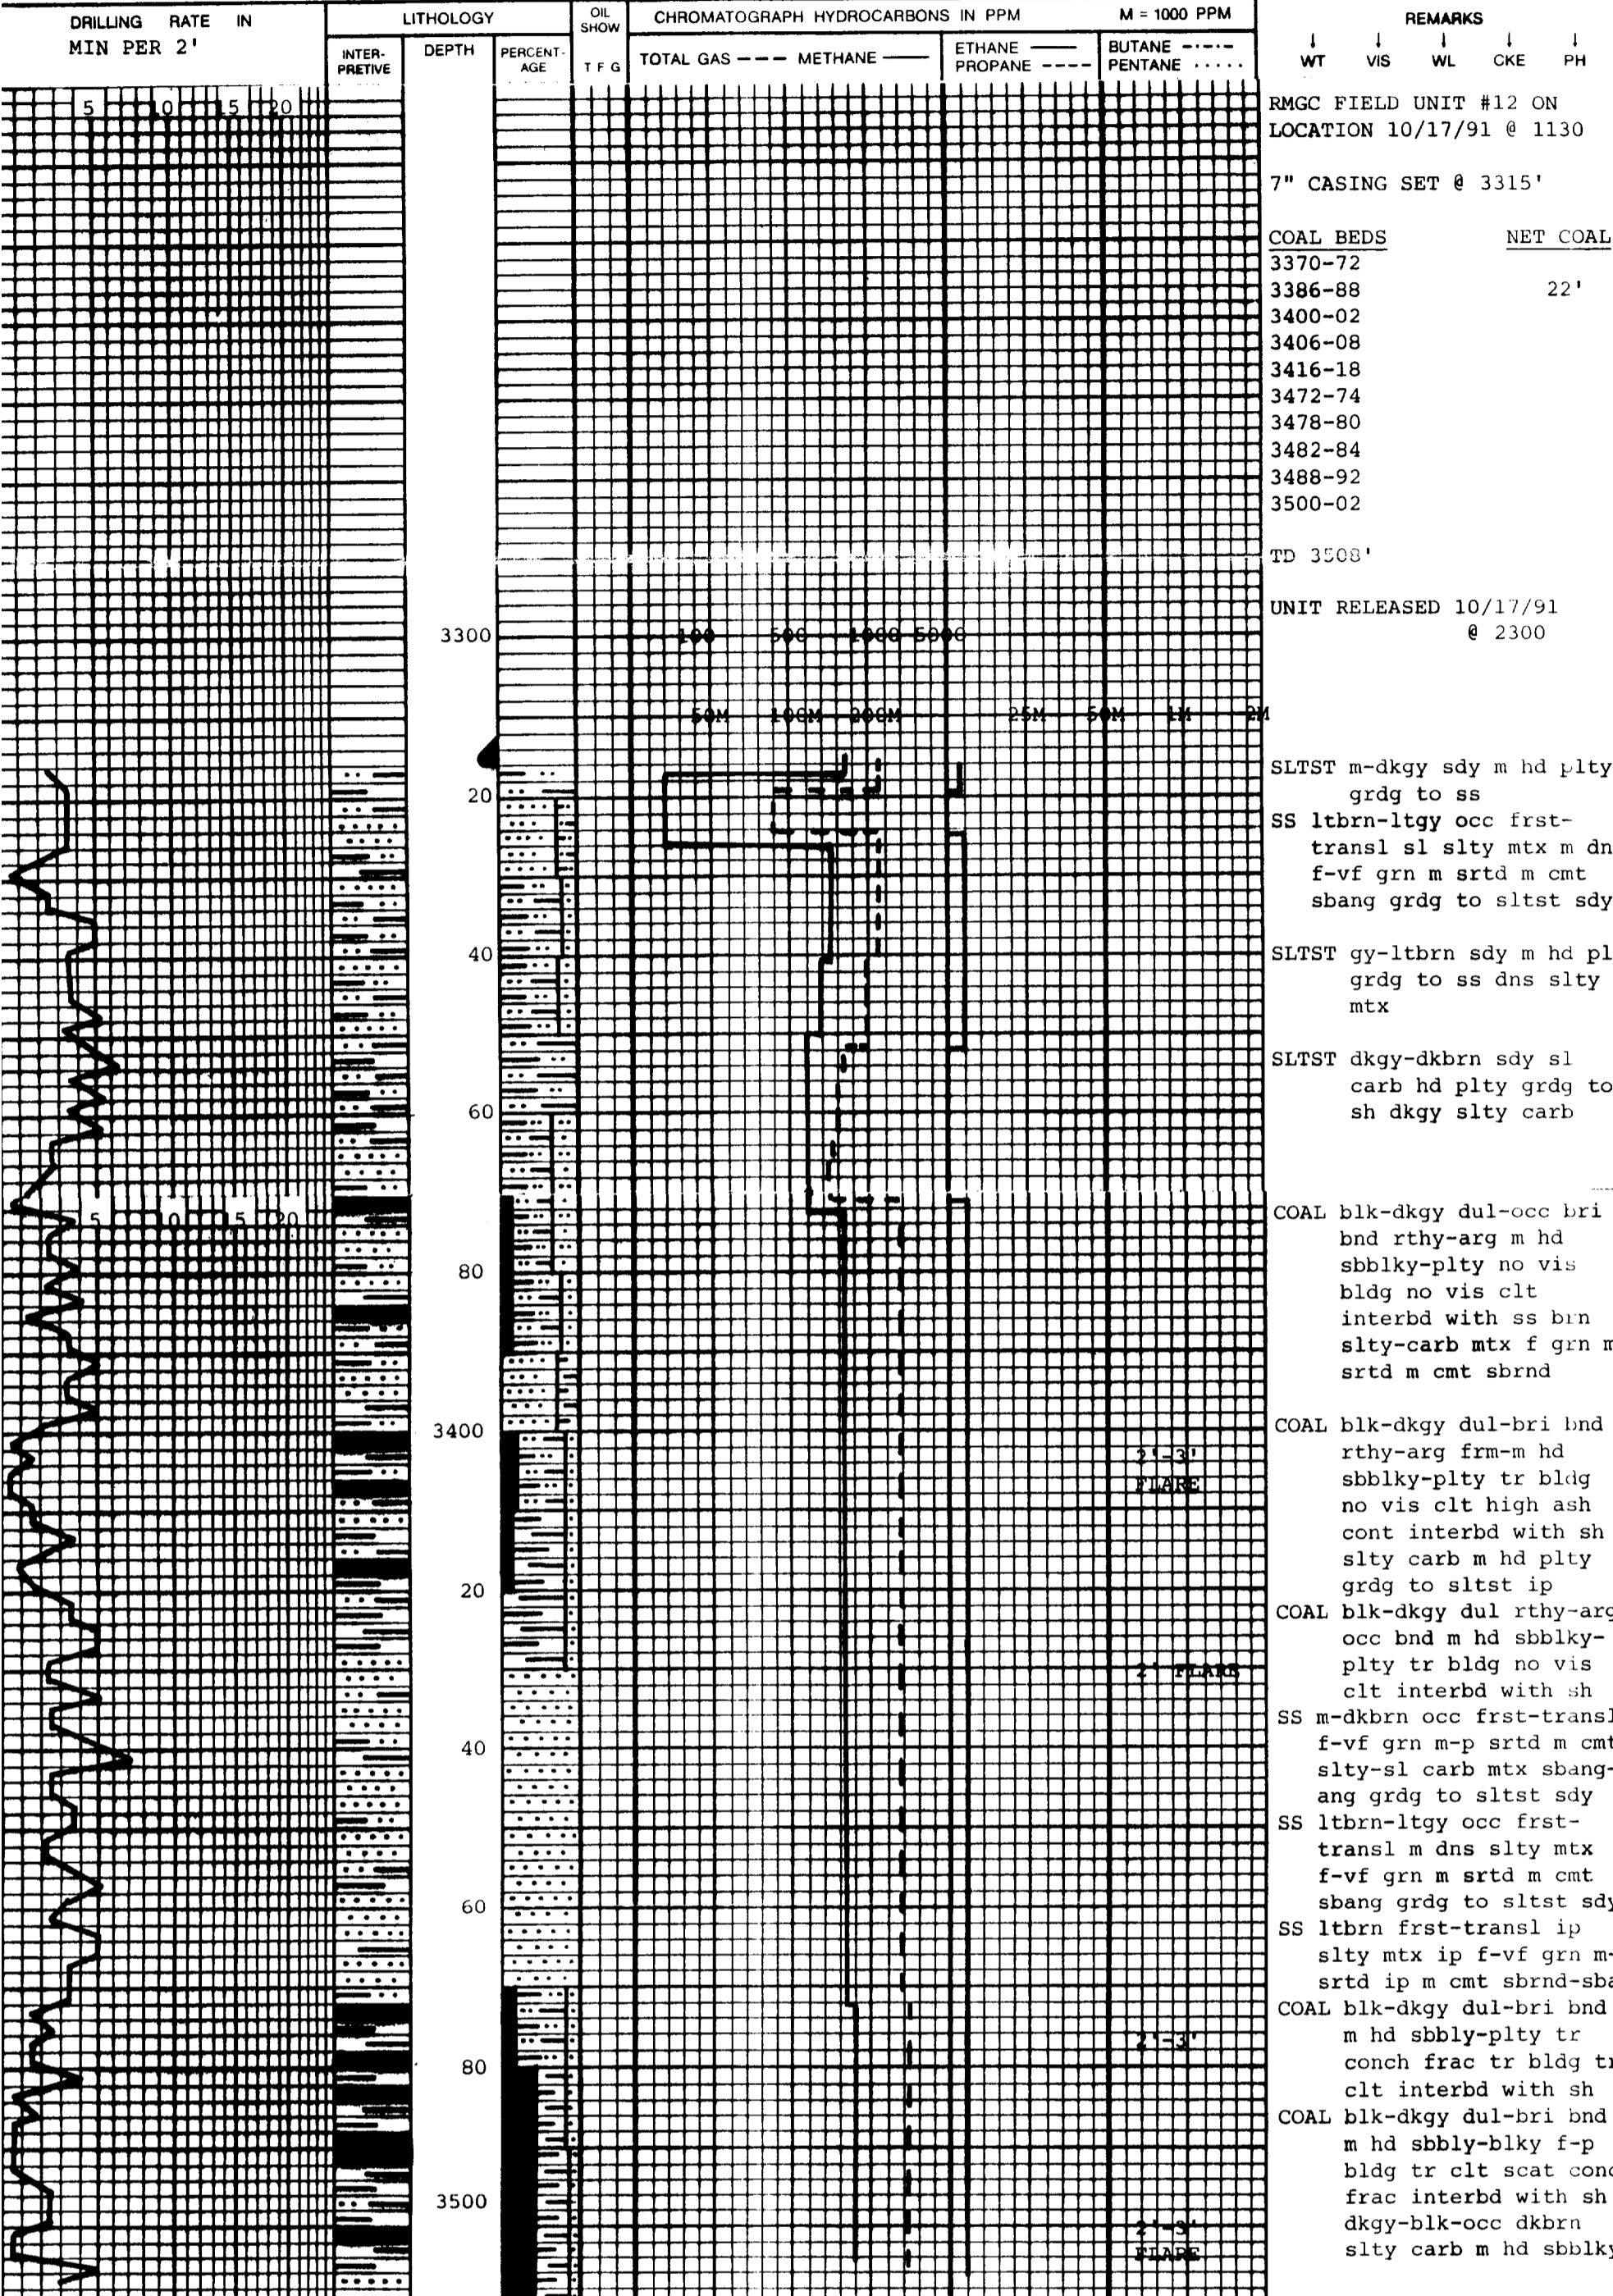 DRILLING RATE IN
MIN PER 2'
LITHOLOGY
INTER-
PRETIVE
DEPTH
PERCENT-
AGE
OIL
SHOW
T F G
CHROMATOGRAPH HYDROCARBONS IN PPM M = 1000 PPM
TOTAL GAS METHANE
ETHANE
PROPANE
BUTANE
PENTANE
REMARKS
↓ ↓ ↓ ↓ ↓
WT VIS WL CKE PH
5 10 15 20
RMGC FIELD UNIT #12 ON
LOCATION 10/17/91 @ 1130
7" CASING SET @ 3315'
COAL BEDS NET COAL
3370-72
3386-88 22'
3400-02
3406-08
3416-18
3472-74
3478-80
3482-84
3488-92
3500-02
TD 3508'
UNIT RELEASED 10/17/91
@ 2300
3300
100 500 1000 5000
50M 100M 200M 25M 50M 1M 2M
20
SLTST m-dkgy sdy m hd plty
grdg to ss
SS ltbrn-ltgy occ frst-
transl sl slty mtx m dn
f-vf grn m srtd m cmt
sbang grdg to sltst sdy
40
SLTST gy-ltbrn sdy m hd pl
grdg to ss dns slty
mtx
SLTST dkgy-dkbrn sdy sl
carb hd plty grdg to
sh dkgy slty carb
60
5 10 15 20
COAL blk-dkgy dul-occ bri
bnd rthy-arg m hd
sbblky-plty no vis
bldg no vis clt
interbd with ss brn
slty-carb mtx f grn m
srtd m cmt sbrnd
80
3400
COAL blk-dkgy dul-bri bnd
rthy-arg frm-m hd
sbblky-plty tr bldg
no vis clt high ash
cont interbd with sh
slty carb m hd plty
grdg to sltst ip
2'-3'
FLARE
20
COAL blk-dkgy dul rthy-arg
occ bnd m hd sbblky-
plty tr bldg no vis
clt interbd with sh
2' FLARE
SS m-dkbrn occ frst-transl
f-vf grn m-p srtd m cmt
slty-sl carb mtx sbang-
ang grdg to sltst sdy
40
SS ltbrn-ltgy occ frst-
transl m dns slty mtx
f-vf grn m srtd m cmt
sbang grdg to sltst sdy
60
SS ltbrn frst-transl ip
slty mtx ip f-vf grn m-
srtd ip m cmt sbrnd-sba
COAL blk-dkgy dul-bri bnd
m hd sbbly-plty tr
conch frac tr bldg tr
clt interbd with sh
2'-3'
80
COAL blk-dkgy dul-bri bnd
m hd sbbly-blky f-p
bldg tr clt scat conc
frac interbd with sh
dkgy-blk-occ dkbrn
slty carb m hd sbblky
3500
2'-3'
FLARE